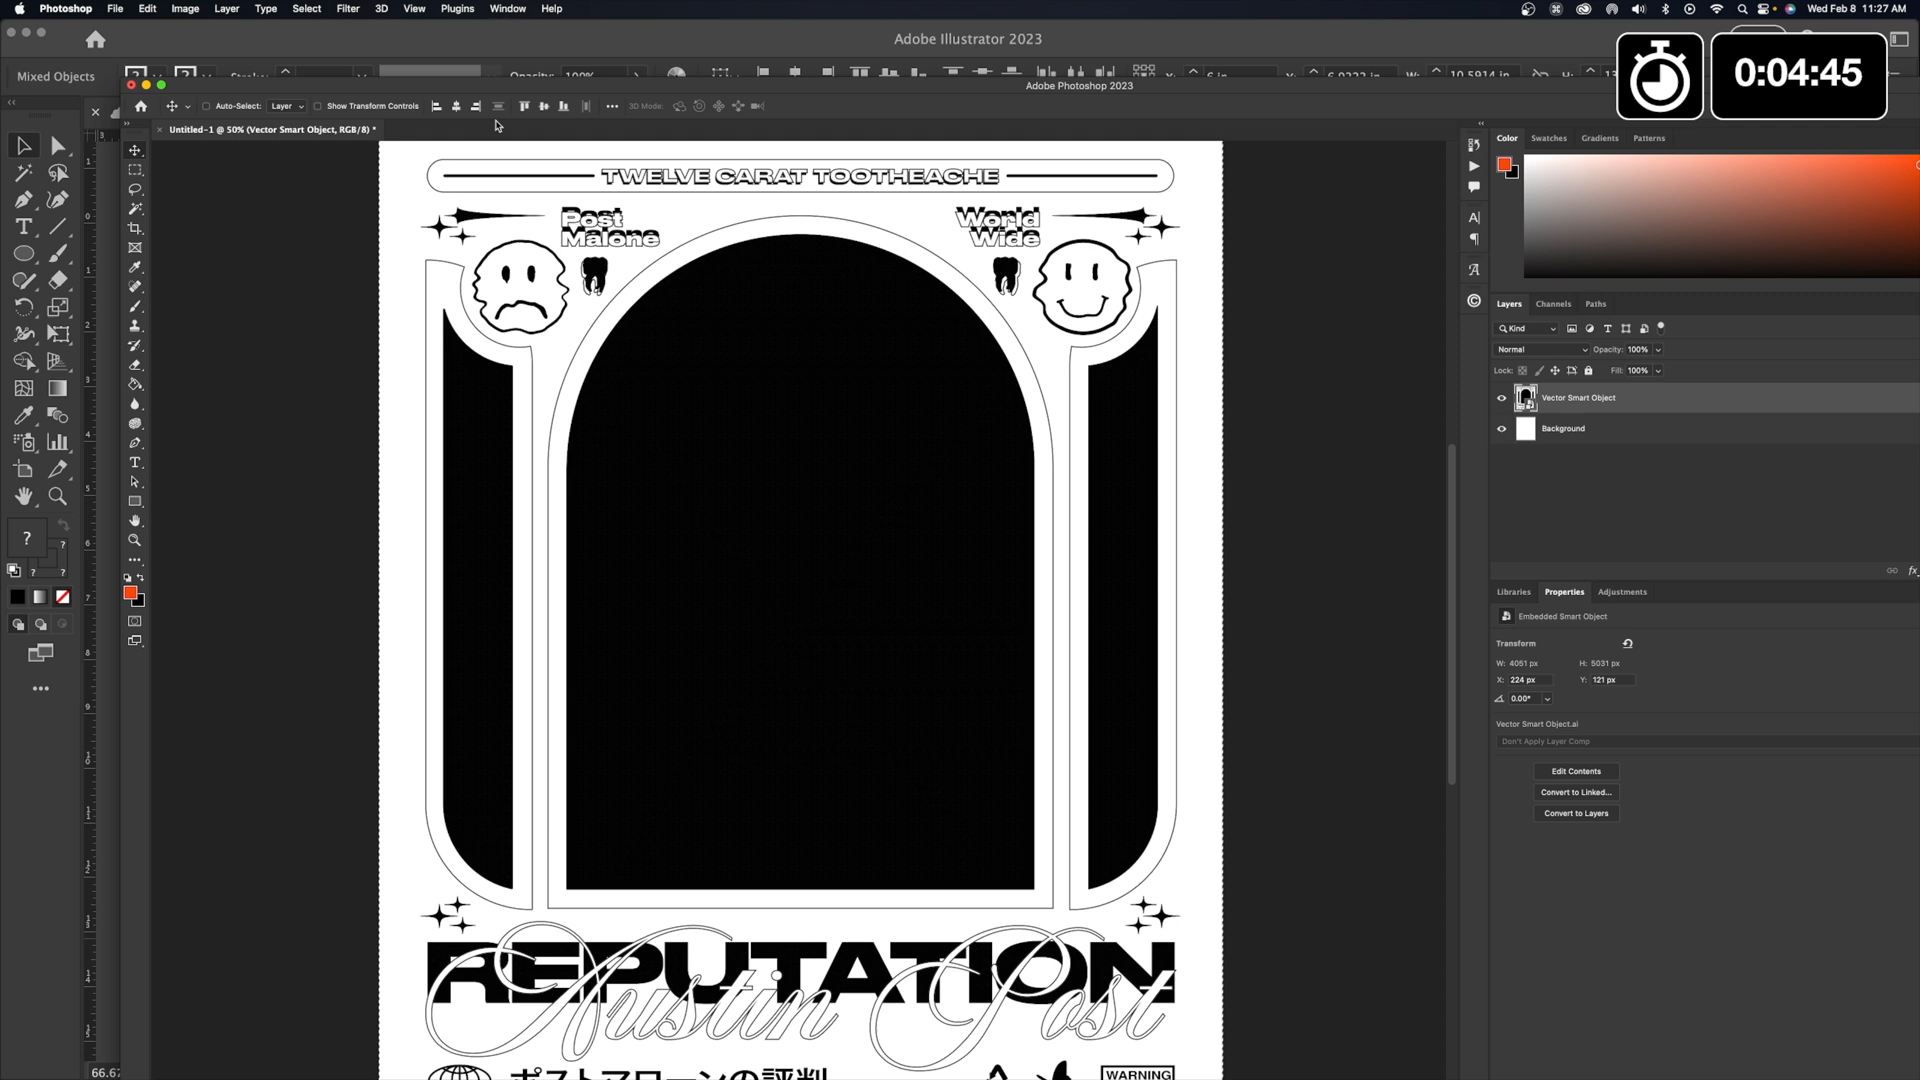 Photoshop File Edit Image Layer Type Select Filter 3D View Plugins Window Help
Wed Feb 8 11:27 AM
Adobe Illustrator 2023
Mixed Objects
0:04:45
Adobe Photoshop 2023
Auto-Select: Layer Show Transform Controls
3D Mode:
Untitled-1 @ 50% (Vector Smart Object, RGB/8) *
TWELVE CARAT TOOTHEACHE
Post
Malone
World
Wide
REPUTATION
Austin Post
ポストマローンの評判
WARNING
Color Swatches Gradients Patterns
Layers Channels Paths
Kind
Normal Opacity: 100%
Lock: Fill: 100%
Vector Smart Object
Background
Libraries Properties Adjustments
Embedded Smart Object
Transform
W: 4051 px H: 5031 px
X: 224 px Y: 121 px
0.00°
Vector Smart Object.ai
Don't Apply Layer Comp
Edit Contents
Convert to Linked...
Convert to Layers